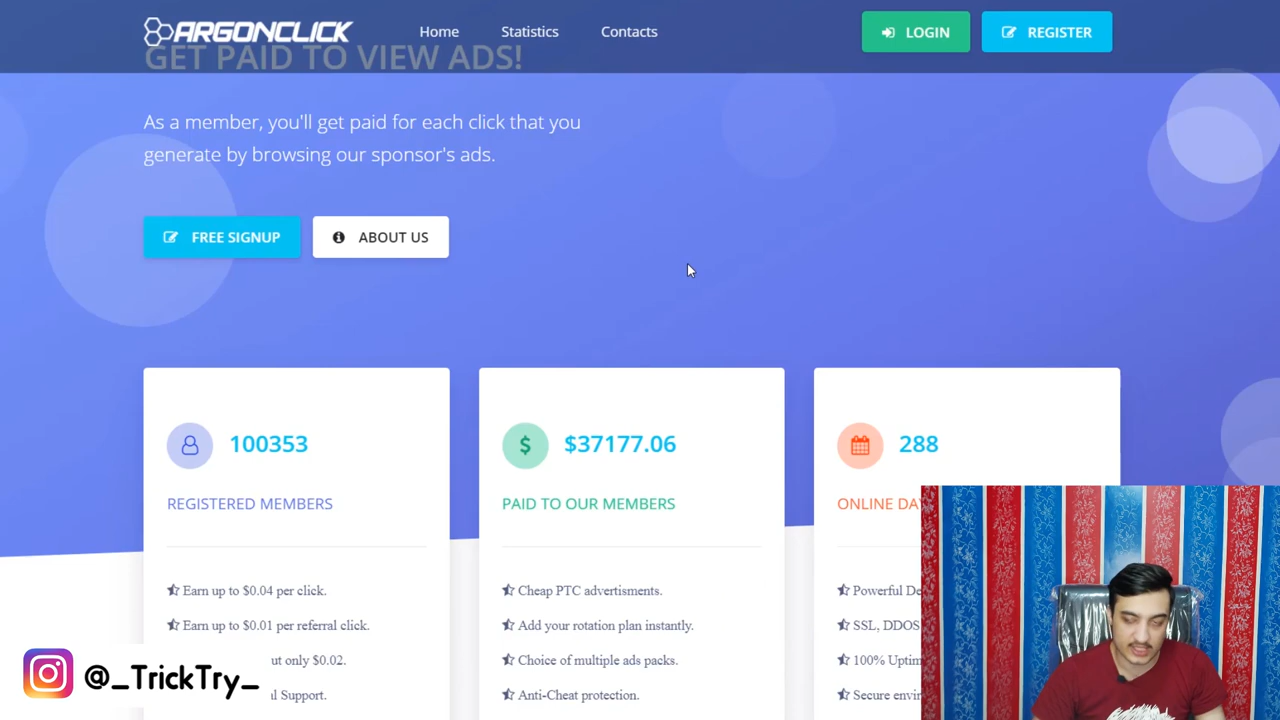 ARGONCLICK
Home
Statistics
Contacts
LOGIN
REGISTER
GET PAID TO VIEW ADS!
As a member, you'll get paid for each click that you
generate by browsing our sponsor's ads.
FREE SIGNUP
ABOUT US
100353
REGISTERED MEMBERS
Earn up to $0.04 per click.
Earn up to $0.01 per referral click.
ut only $0.02.
l Support.
$37177.06
PAID TO OUR MEMBERS
Cheap PTC advertisments.
Add your rotation plan instantly.
Choice of multiple ads packs.
Anti-Cheat protection.
288
ONLINE DA
Powerful De
SSL, DDOS
100% Uptim
Secure envir
@_TrickTry_